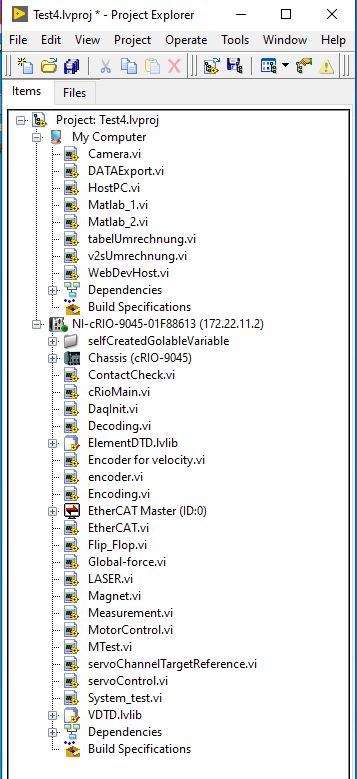 Test4.lvproj * - Project Explorer
File Edit View Project Operate Tools Window Help
Items Files
Project: Test4.lvproj
My Computer
Camera.vi
DATAExport.vi
HostPC.vi
Matlab_1.vi
Matlab_2.vi
tabelUmrechnung.vi
v2sUmrechnung.vi
WebDevHost.vi
Dependencies
Build Specifications
NI-cRIO-9045-01F88613 (172.22.11.2)
selfCreatedGolableVariable
Chassis (cRIO-9045)
ContactCheck.vi
cRioMain.vi
DaqInit.vi
Decoding.vi
ElementDTD.lvlib
Encoder for velocity.vi
encoder.vi
Encoding.vi
EtherCAT Master (ID:0)
EtherCAT.vi
Flip_Flop.vi
Global-force.vi
LASER.vi
Magnet.vi
Measurement.vi
MotorControl.vi
MTest.vi
servoChannelTargetReference.vi
servoControl.vi
System_test.vi
VDTD.lvlib
Dependencies
Build Specifications